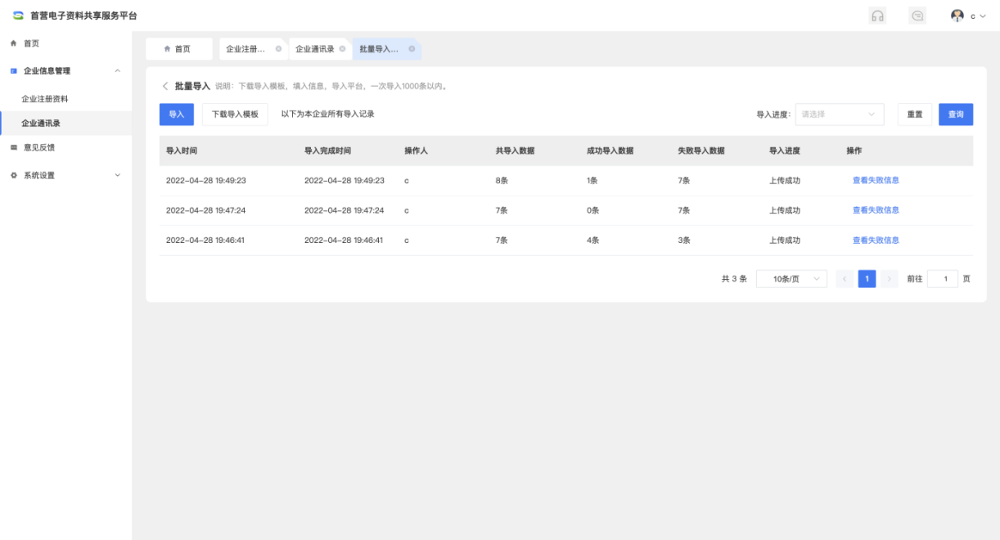 首营电子资料共享服务平台
c
首页
企业信息管理
企业注册资料
企业通讯录
意见反馈
系统设置
首页 企业注册... 企业通讯录 批量导入...
批量导入 说明：下载导入模板，填入信息，导入平台，一次导入1000条以内。
导入 下载导入模板 以下为本企业所有导入记录 导入进度： 请选择 重置 查询
导入时间 导入完成时间 操作人 共导入数据 成功导入数据 失败导入数据 导入进度 操作
2022-04-28 19:49:23 2022-04-28 19:49:23 c 8条 1条 7条 上传成功 查看失败信息
2022-04-28 19:47:24 2022-04-28 19:47:24 c 7条 0条 7条 上传成功 查看失败信息
2022-04-28 19:46:41 2022-04-28 19:46:41 c 7条 4条 3条 上传成功 查看失败信息
共 3 条 10条/页 1 前往 1 页